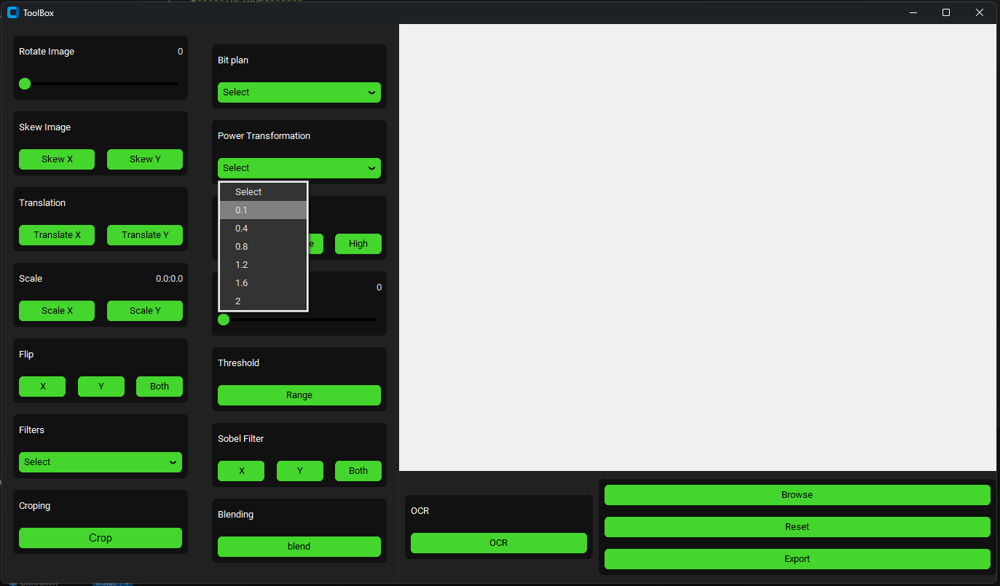 ToolBox
Rotate Image 0
Skew Image
Skew X Skew Y
Translation
Translate X Translate Y
Scale 0.0:0.0
Scale X Scale Y
Flip
X Y Both
Filters
Select
Croping
Crop
Bit plan
Select
Power Transformation
Select
Select
0.1
0.4
0.8
1.2
1.6
2
High
0
Threshold
Range
Sobel Filter
X Y Both
Blending
blend
OCR
OCR
Browse
Reset
Export